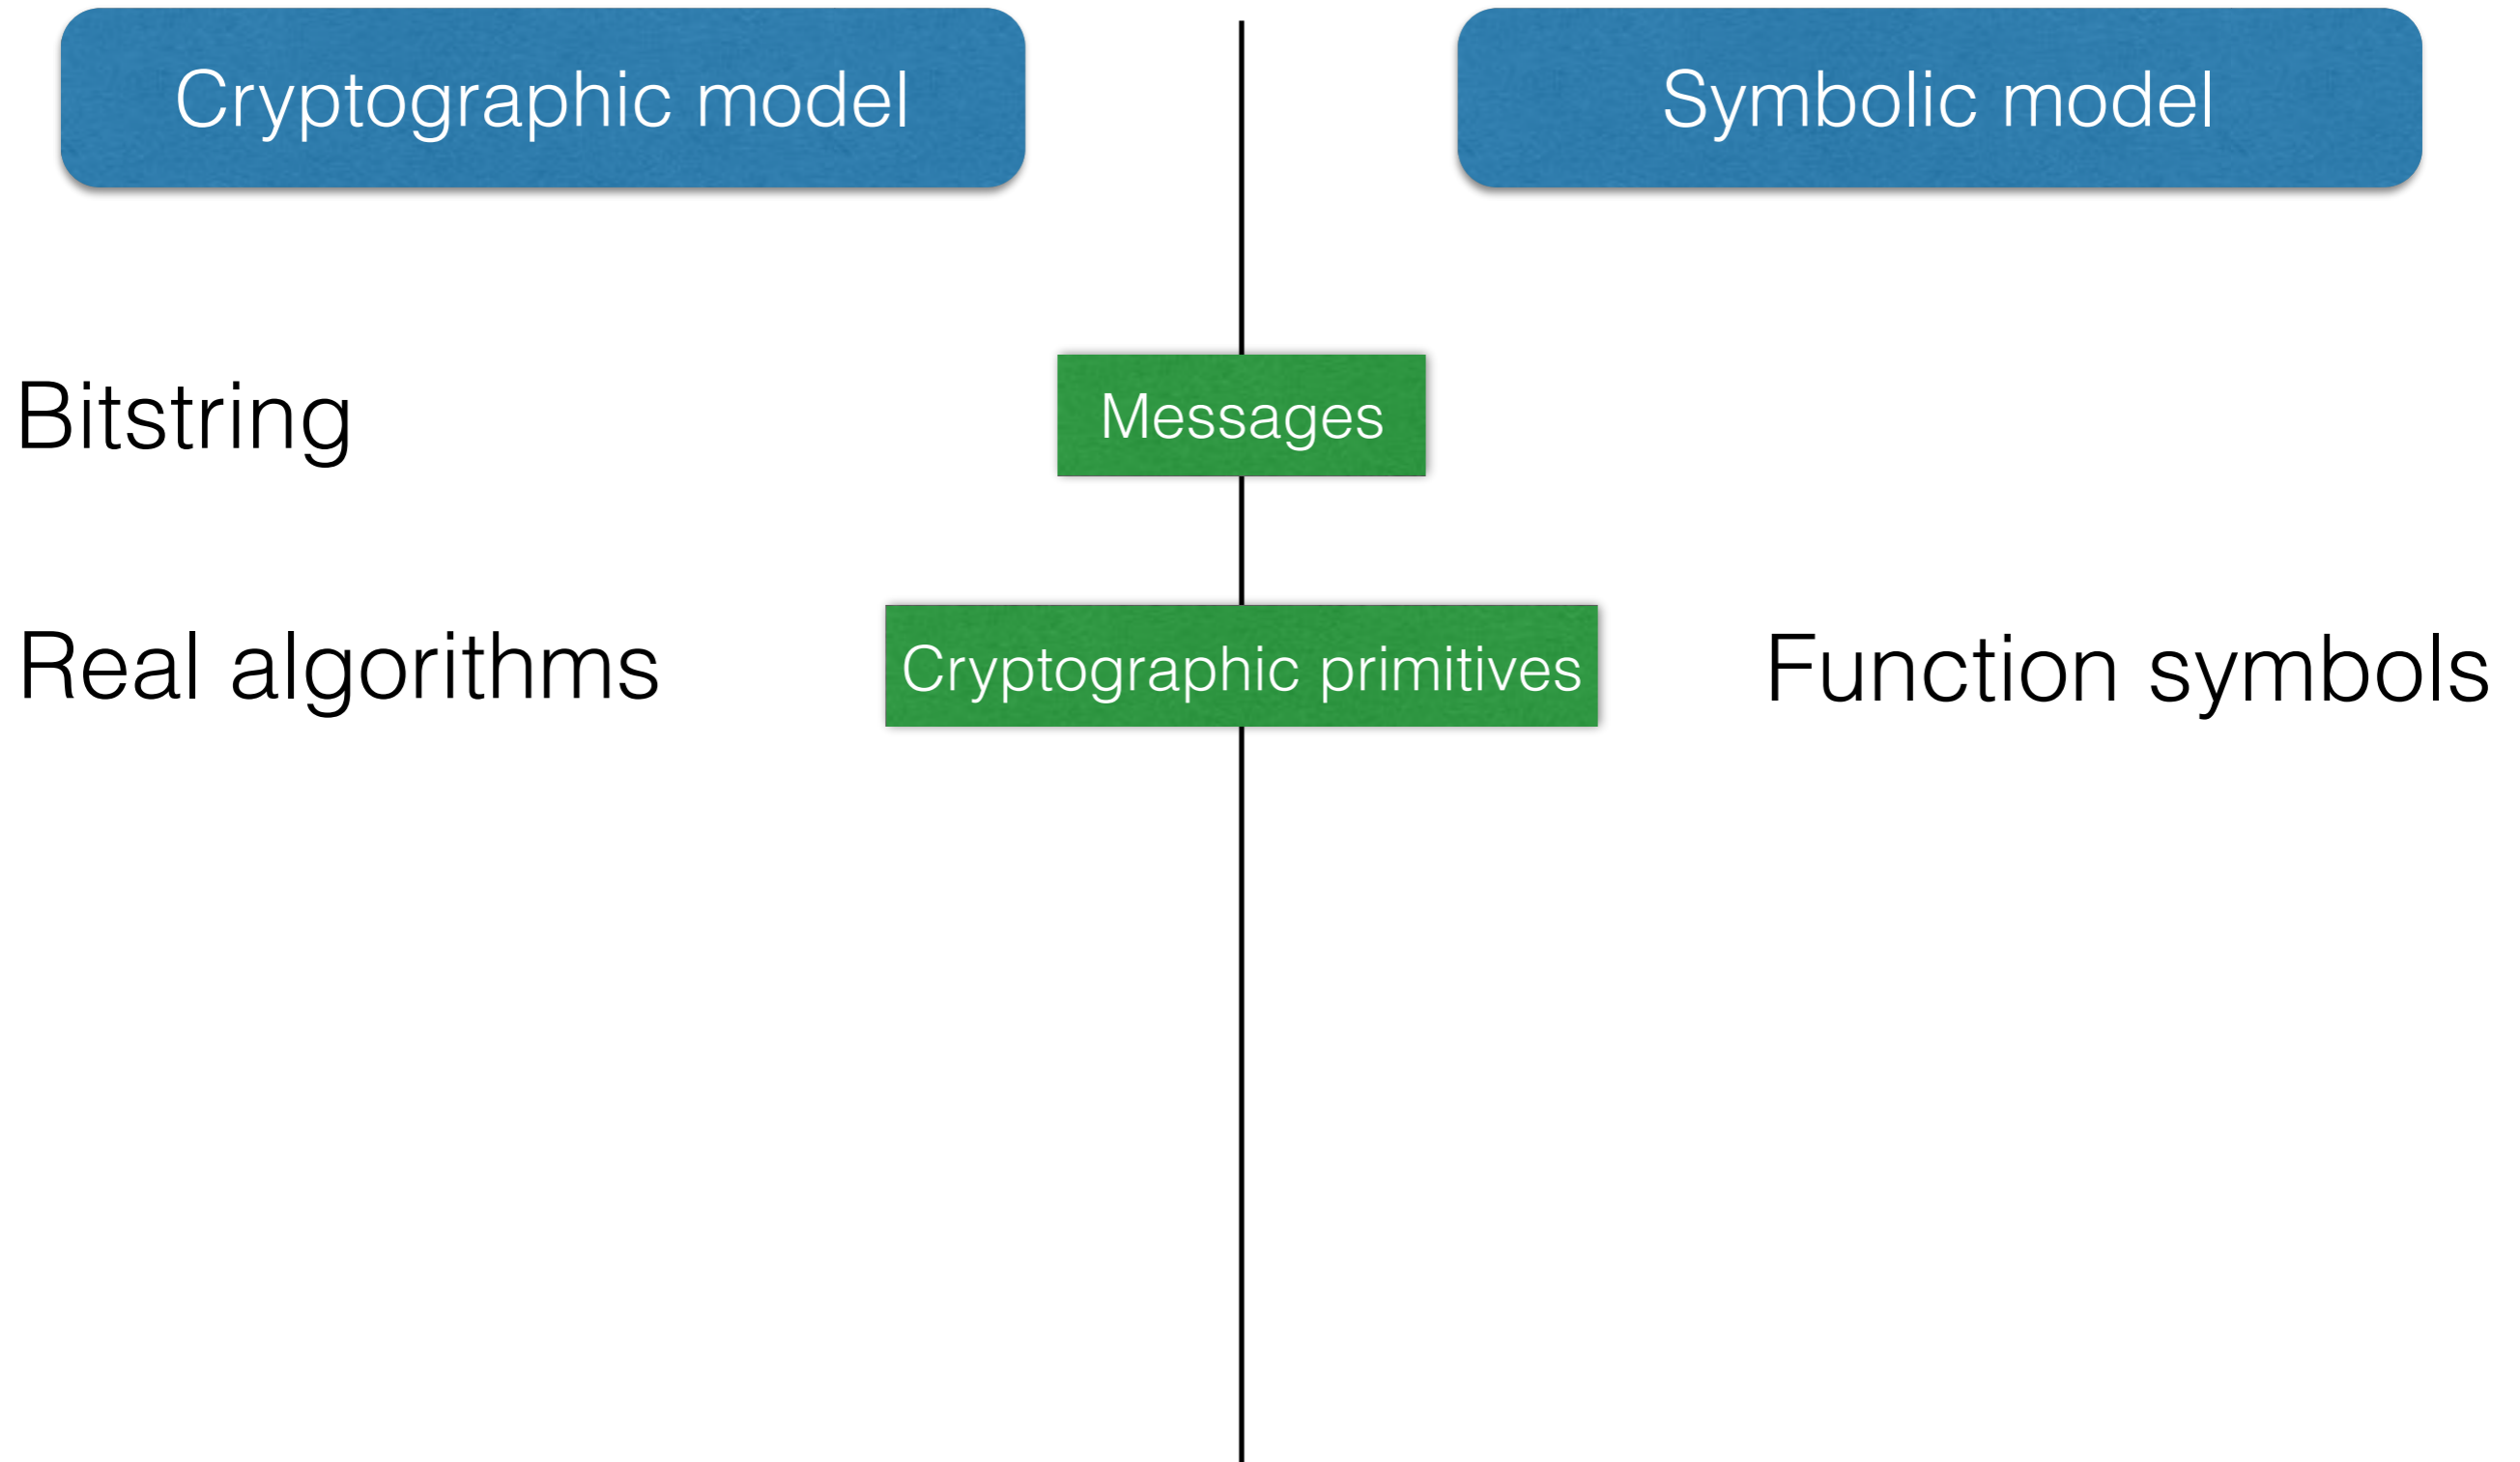 Cryptographic model
Symbolic model
Bitstring
Messages
Real algorithms
Cryptographic primitives
Function symbols